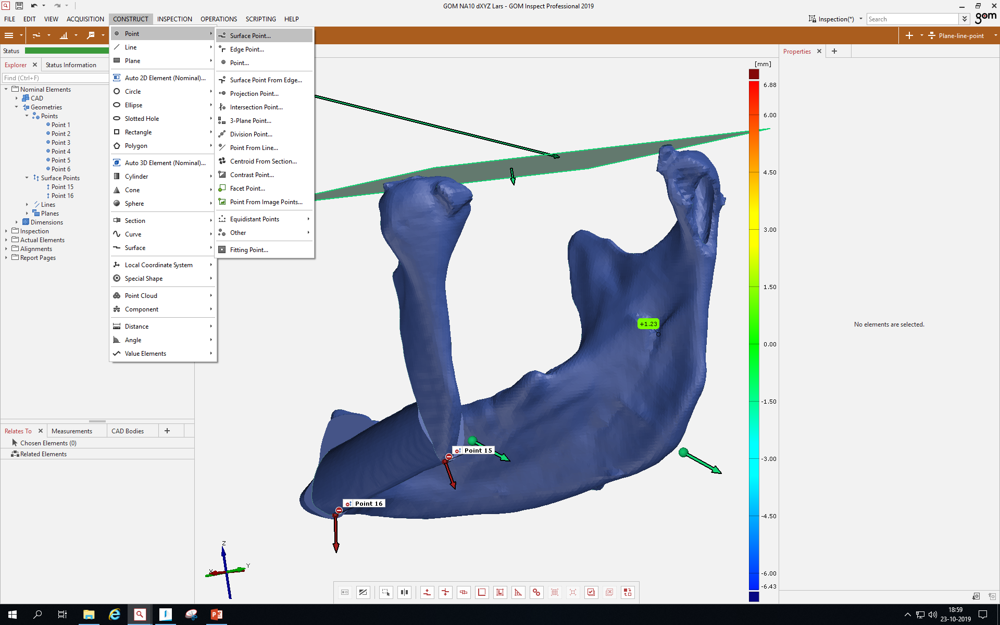 GOM NA10 dXYZ Lars - GOM Inspect Professional 2019
FILE EDIT VIEW ACQUISITION CONSTRUCT INSPECTION OPERATIONS SCRIPTING HELP
Inspection(*) Search gom
Plane-line-point
Status
Explorer Status Information
Find (Ctrl+F)
Nominal Elements
CAD
Geometries
Points
Point 1
Point 2
Point 3
Point 4
Point 5
Point 6
Surface Points
Point 15
Point 16
Lines
Planes
Dimensions
Inspection
Actual Elements
Alignments
Report Pages
Point
Line
Plane
Auto 2D Element (Nominal)...
Circle
Ellipse
Slotted Hole
Rectangle
Polygon
Auto 3D Element (Nominal)...
Cylinder
Cone
Sphere
Section
Curve
Surface
Local Coordinate System
Special Shape
Point Cloud
Component
Distance
Angle
Value Elements
Surface Point...
Edge Point...
Point...
Surface Point From Edge...
Projection Point...
Intersection Point...
3-Plane Point...
Division Point...
Point From Line...
Centroid From Section...
Contrast Point...
Facet Point...
Point From Image Points...
Equidistant Points
Other
Fitting Point...
+1.23
Point 15
Point 16
Z
X
Y
[mm]
6.88
6.00
4.50
3.00
1.50
0.00
-1.50
-3.00
-4.50
-6.00
-6.43
Properties
No elements are selected.
Relates To Measurements CAD Bodies
Chosen Elements (0)
Related Elements
18:59
23-10-2019